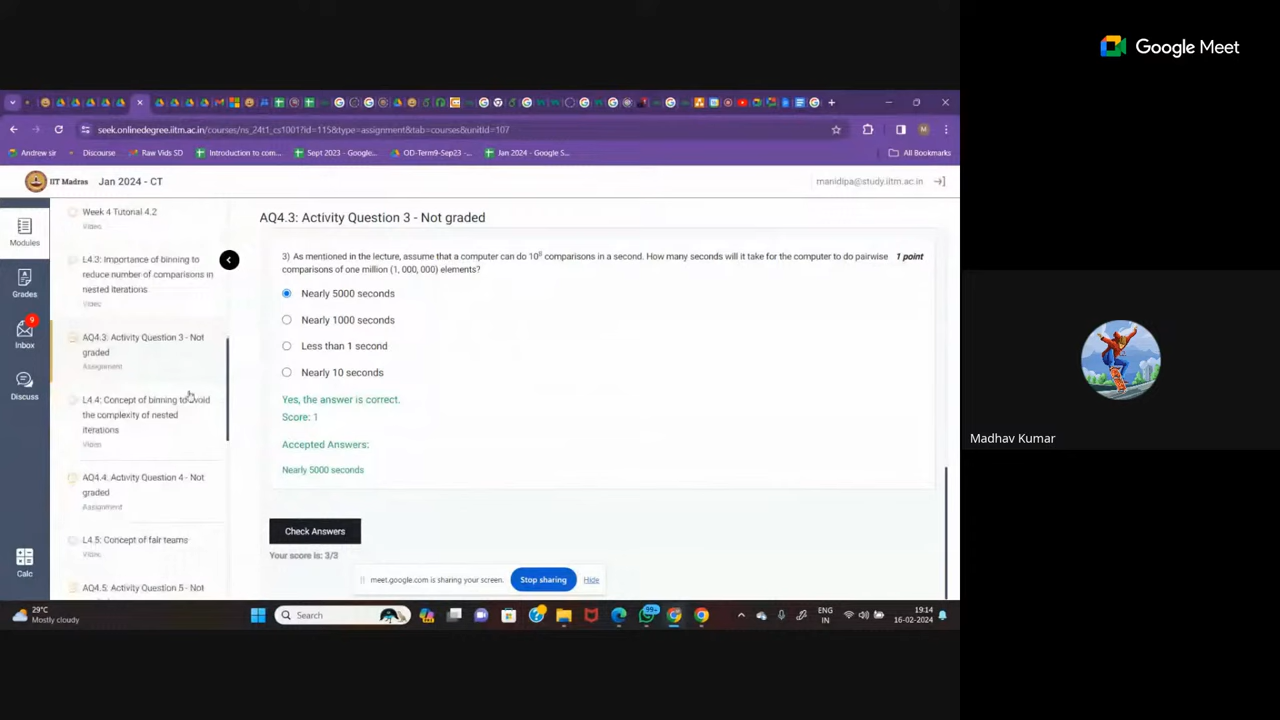 Google Meet
seek.onlinedegree.iitm.ac.in/courses/ns_24t1_cs1001?id=115&type=assignment&tab=courses&unitId=107
M
Andrew sir
Discourse
Raw Vids SD
Introduction to com...
Sept 2023 - Google...
OD-Term9-Sep23 -...
Jan 2024 - Google S...
All Bookmarks
IIT Madras
Jan 2024 - CT
manidipa@study.iitm.ac.in
Modules
Grades
9
Inbox
Discuss
Calc
Week 4 Tutorial 4.2
Video
L4.3: Importance of binning to
reduce number of comparisons in
nested iterations
Video
AQ4.3: Activity Question 3 - Not
graded
Assignment
L4.4: Concept of binning to avoid
the complexity of nested
iterations
Video
AQ4.4: Activity Question 4 - Not
graded
Assignment
L4.5: Concept of fair teams
Video
AQ4.5: Activity Question 5 - Not
AQ4.3: Activity Question 3 - Not graded
3) As mentioned in the lecture, assume that a computer can do 10⁸ comparisons in a second. How many seconds will it take for the computer to do pairwise
1 point
comparisons of one million (1, 000, 000) elements?
Nearly 5000 seconds
Nearly 1000 seconds
Less than 1 second
Nearly 10 seconds
Yes, the answer is correct.
Score: 1
Accepted Answers:
Nearly 5000 seconds
Check Answers
Your score is: 3/3
meet.google.com is sharing your screen.
Stop sharing
Hide
29°C
Mostly cloudy
Search
99+
ENG
IN
19:14
16-02-2024
Madhav Kumar